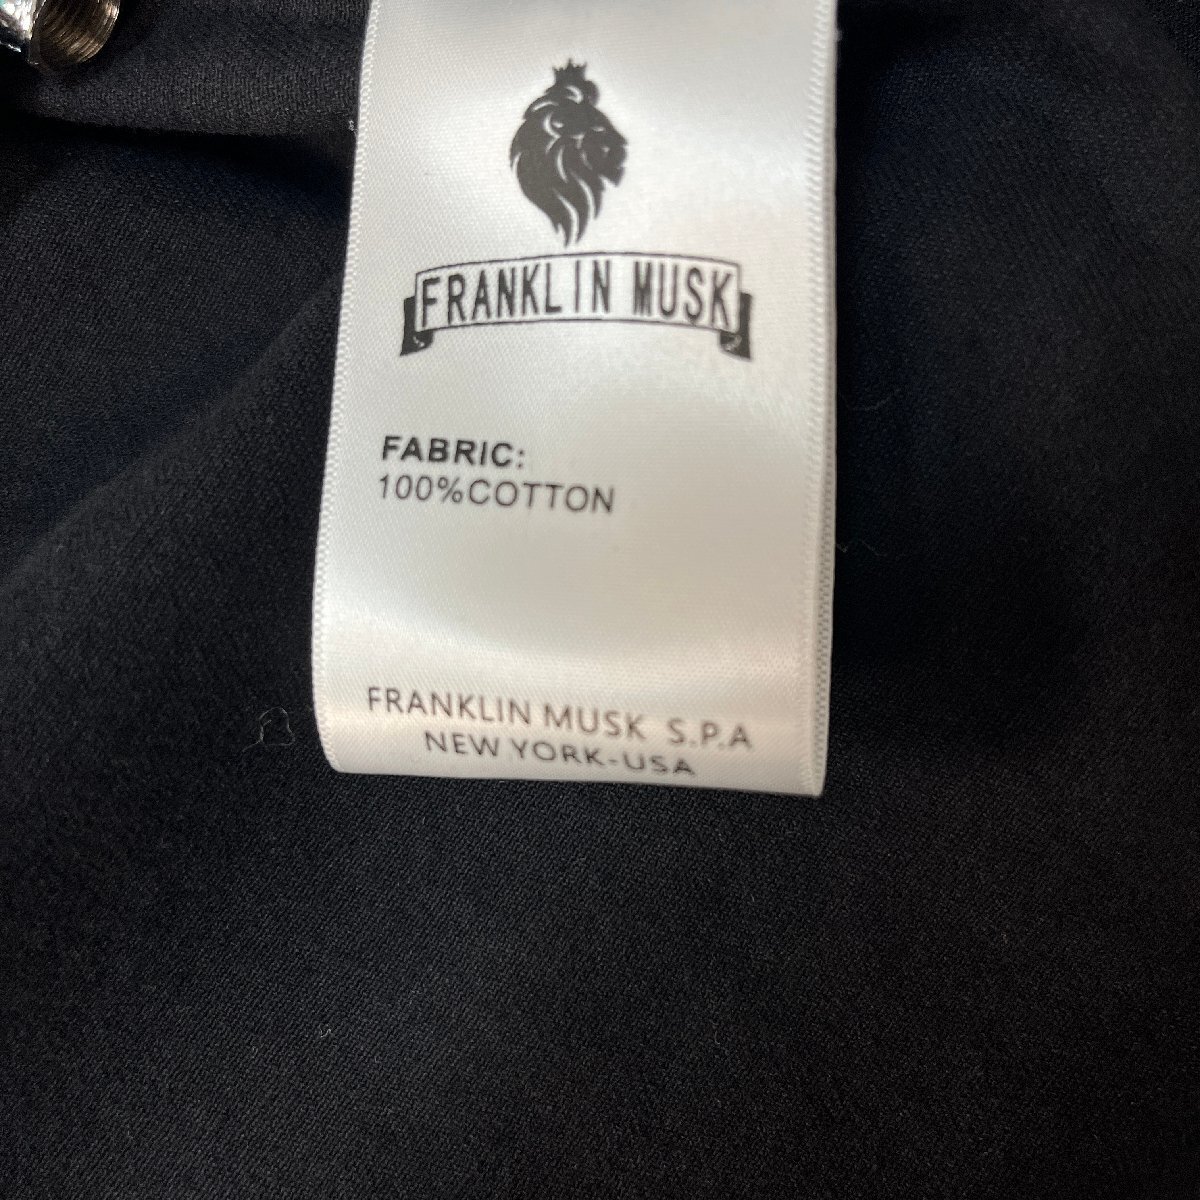 FRANKLIN MUSK
FABRIC:
100%COTTON
FRANKLIN MUSK S.P.A
NEW YORK-USA